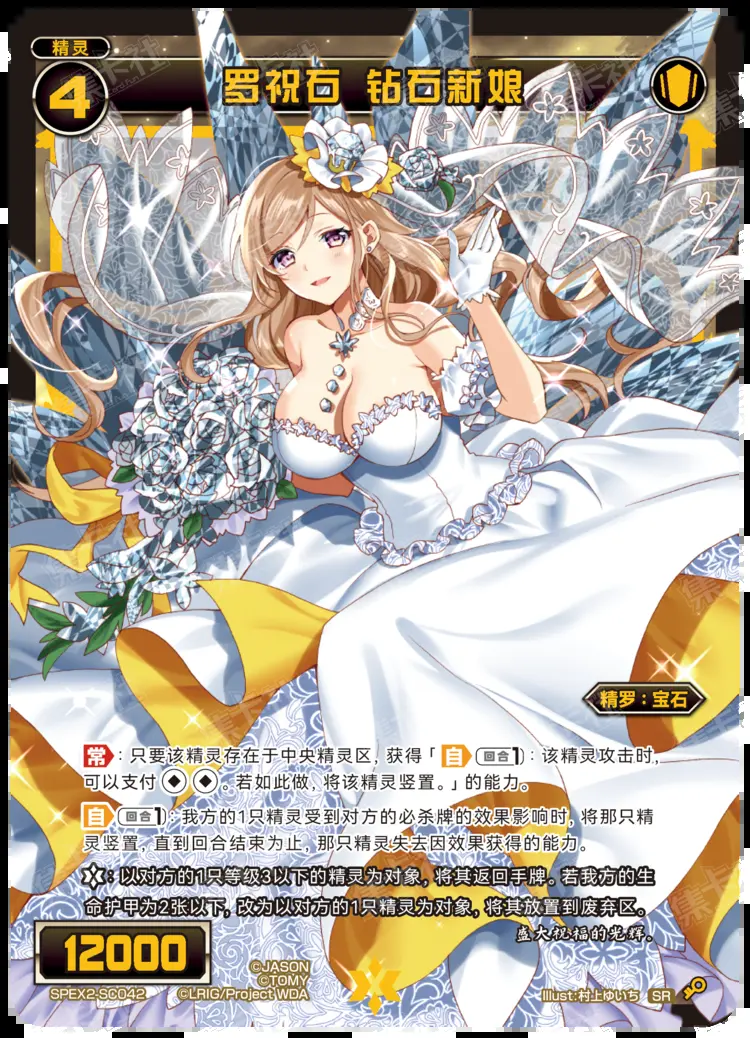 精灵
4
罗祝石 钻石新娘
精罗：宝石
常：只要该精灵存在于中央精灵区，获得「自 回合1：该精灵攻击时，
可以支付◆◆。若如此做，将该精灵竖置。」的能力。
自 回合1：我方的1只精灵受到对方的必杀牌的效果影响时，将那只精
灵竖置，直到回合结束为止，那只精灵失去因效果获得的能力。
：以对方的1只等级3以下的精灵为对象，将其返回手牌。若我方的生
命护甲为2张以下，改为以对方的1只精灵为对象，将其放置到废弃区。
盛大祝福的光辉。
12000
©JASON
©TOMY
SPEX2-SC042 ©LRIG/Project WDA
Illust:村上ゆいち SR
集卡社